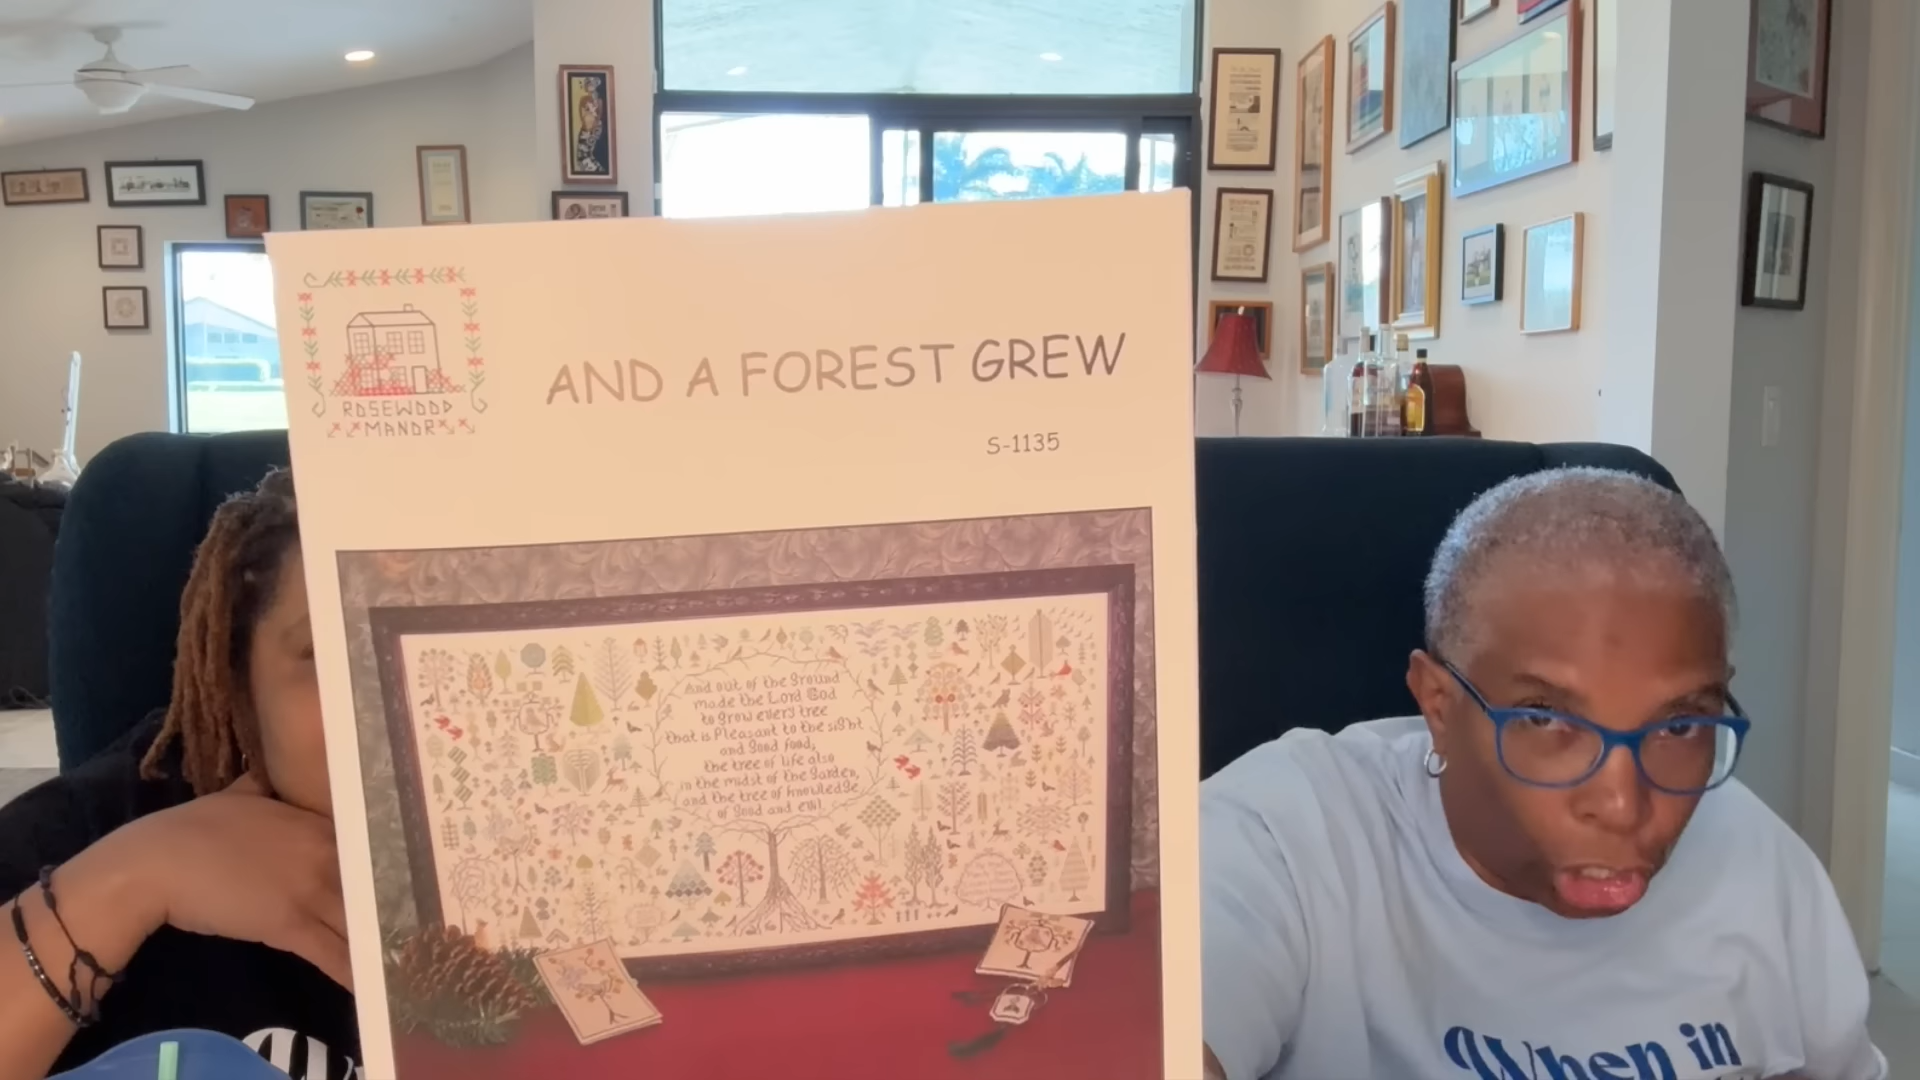 ROSEWOOD
MANOR
AND A FOREST GREW
S-1135
And out of the Ground
made the Lord God
to grow every tree
that is Pleasant to the sight
and Good food,
the tree of life also
in the midst of the Garden,
and the tree of knowledge
of Good and evil.
When in